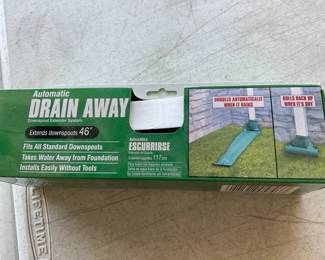 Automatic
DRAIN AWAY
Downspout Extender System
Extends downspouts 46"
Fits All Standard Downspouts
Takes Water Away from Foundation
Installs Easily Without Tools
Automática
ESCURRIRSE
117cm
UNROLLS AUTOMATICALLY
WHEN IT RAINS
ROLLS BACK UP
WHEN IT'S DRY
LIFETIME